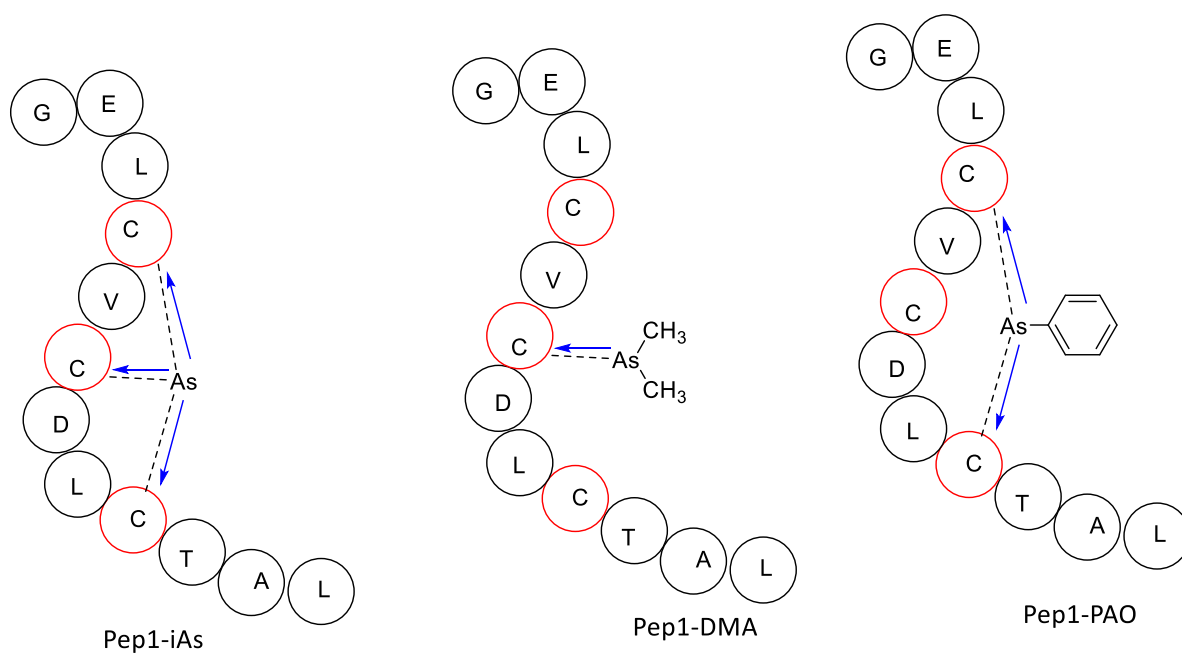 G E L C V C D L C T A L
As
Pep1-iAs
G E L C V C D L C T A L
As
CH3
CH3
Pep1-DMA
G E L C V C D L C T A L
As
Pep1-PAO